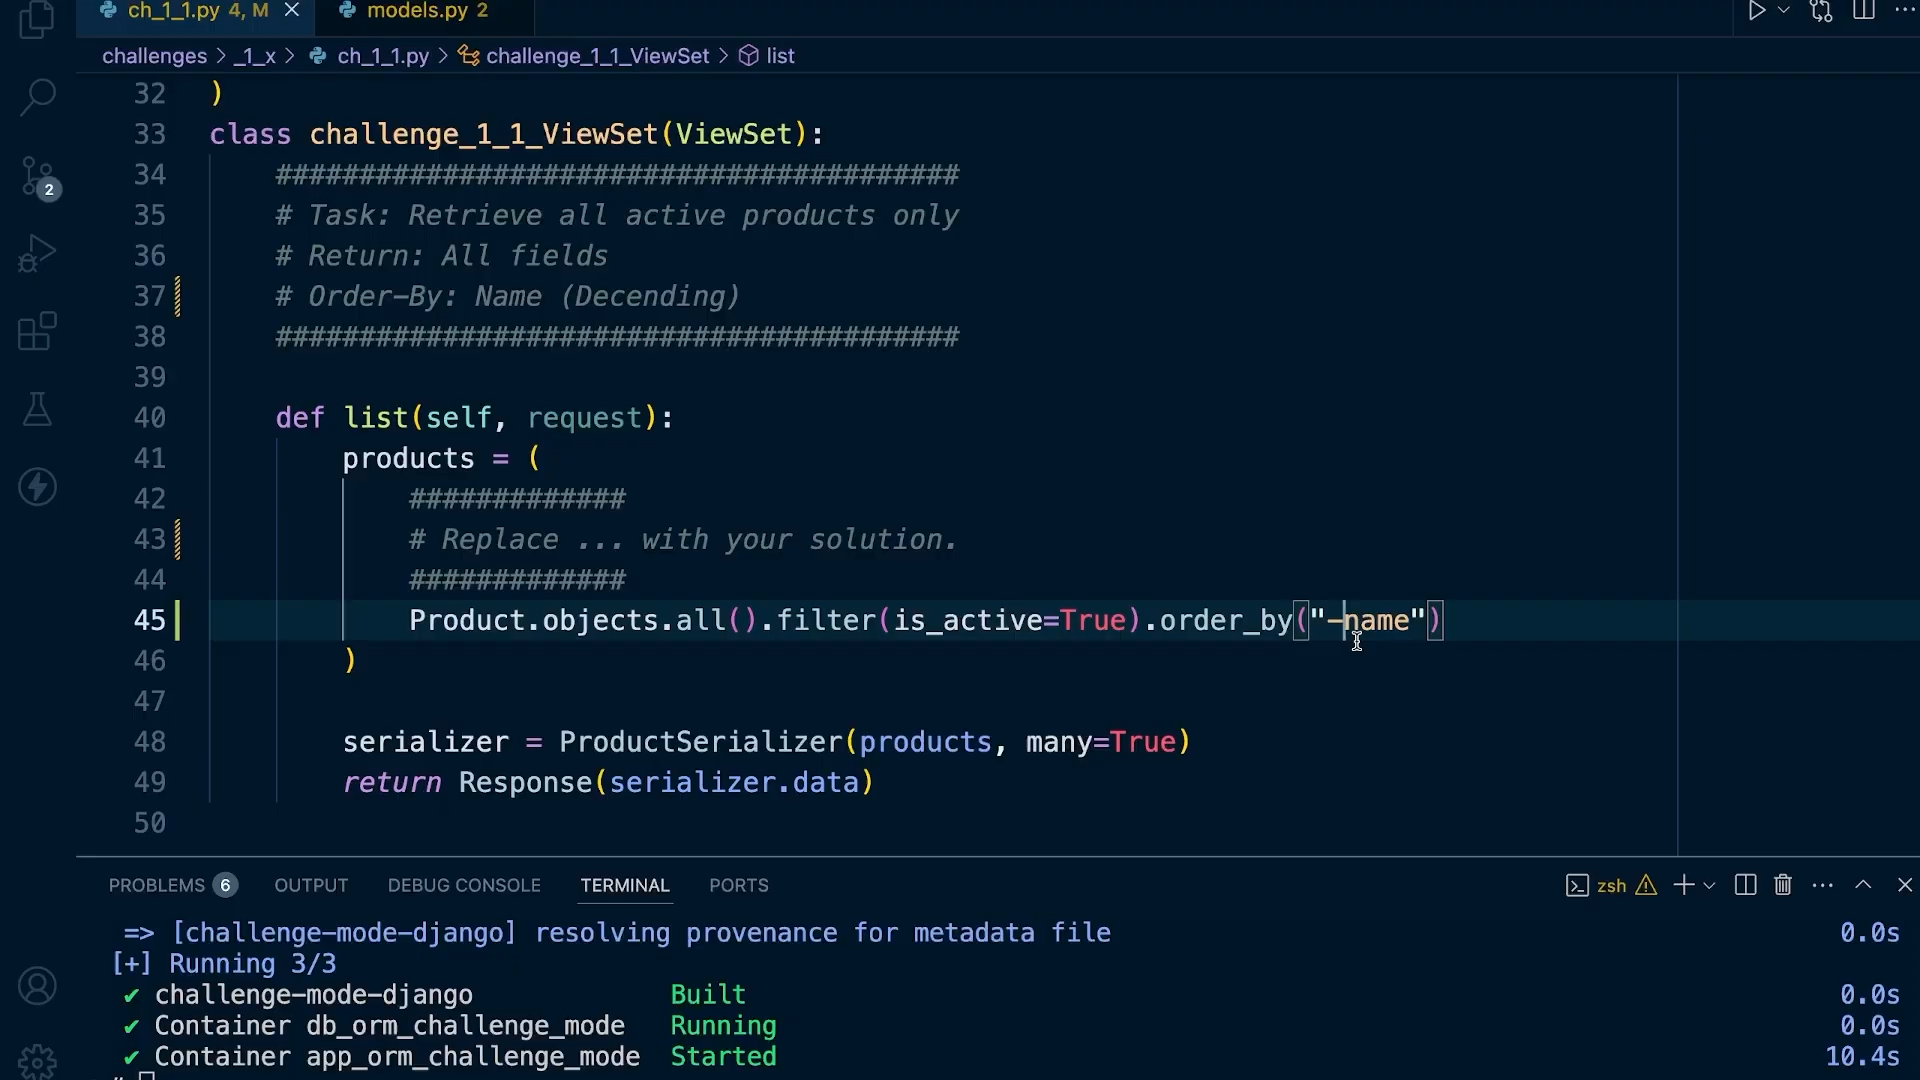 ch_1_1.py 4, M
models.py 2
challenges > _1_x > ch_1_1.py > challenge_1_1_ViewSet > list
32 )
33 class challenge_1_1_ViewSet(ViewSet):
34 #########################################
35 # Task: Retrieve all active products only
36 # Return: All fields
37 # Order-By: Name (Decending)
38 #########################################
39
40 def list(self, request):
41 products = (
42 #############
43 # Replace ... with your solution.
44 #############
45 Product.objects.all().filter(is_active=True).order_by("-name")
46 )
47
48 serializer = ProductSerializer(products, many=True)
49 return Response(serializer.data)
50
2
PROBLEMS 6 OUTPUT DEBUG CONSOLE TERMINAL PORTS zsh
=> [challenge-mode-django] resolving provenance for metadata file 0.0s
[+] Running 3/3
✔ challenge-mode-django Built 0.0s
✔ Container db_orm_challenge_mode Running 0.0s
✔ Container app_orm_challenge_mode Started 10.4s